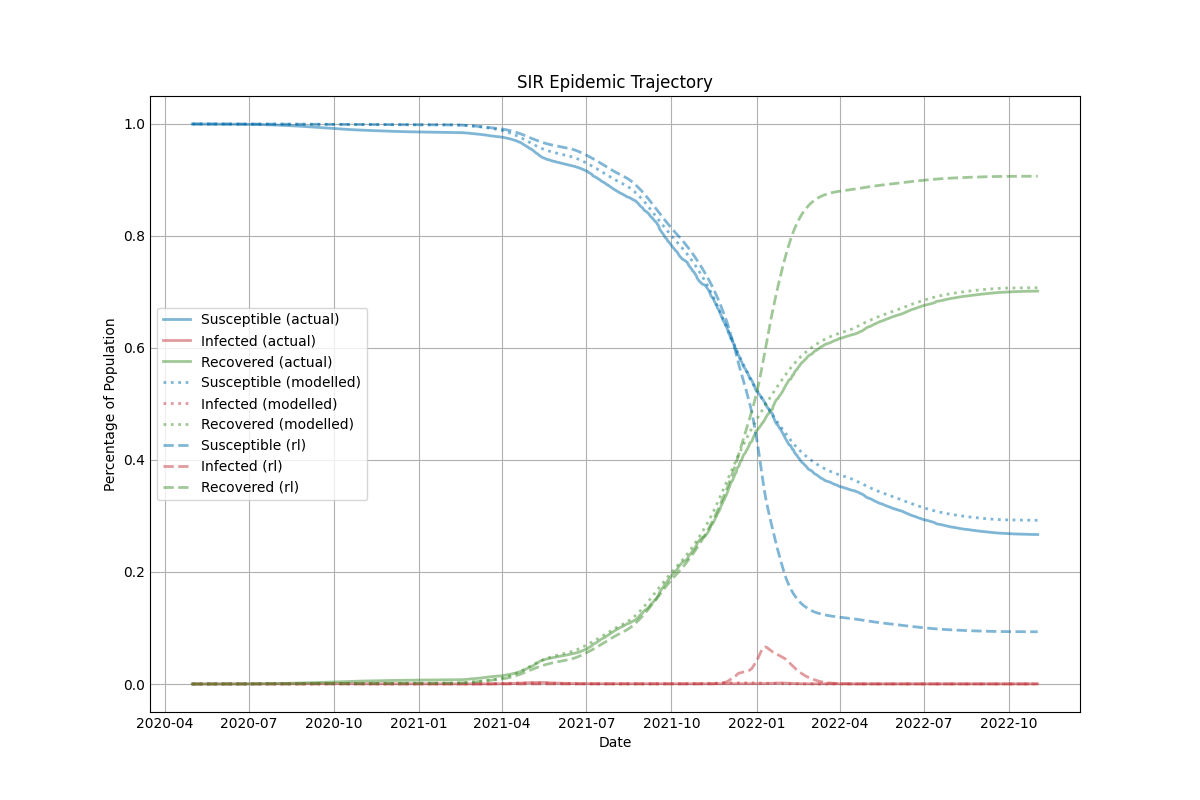 SIR Epidemic Trajectory
Percentage of Population
1.0
0.8
0.6
0.4
0.2
0.0
Susceptible (actual)
Infected (actual)
Recovered (actual)
Susceptible (modelled)
Infected (modelled)
Recovered (modelled)
Susceptible (rl)
Infected (rl)
Recovered (rl)
2020-04 2020-07 2020-10 2021-01 2021-04 2021-07 2021-10 2022-01 2022-04 2022-07 2022-10
Date